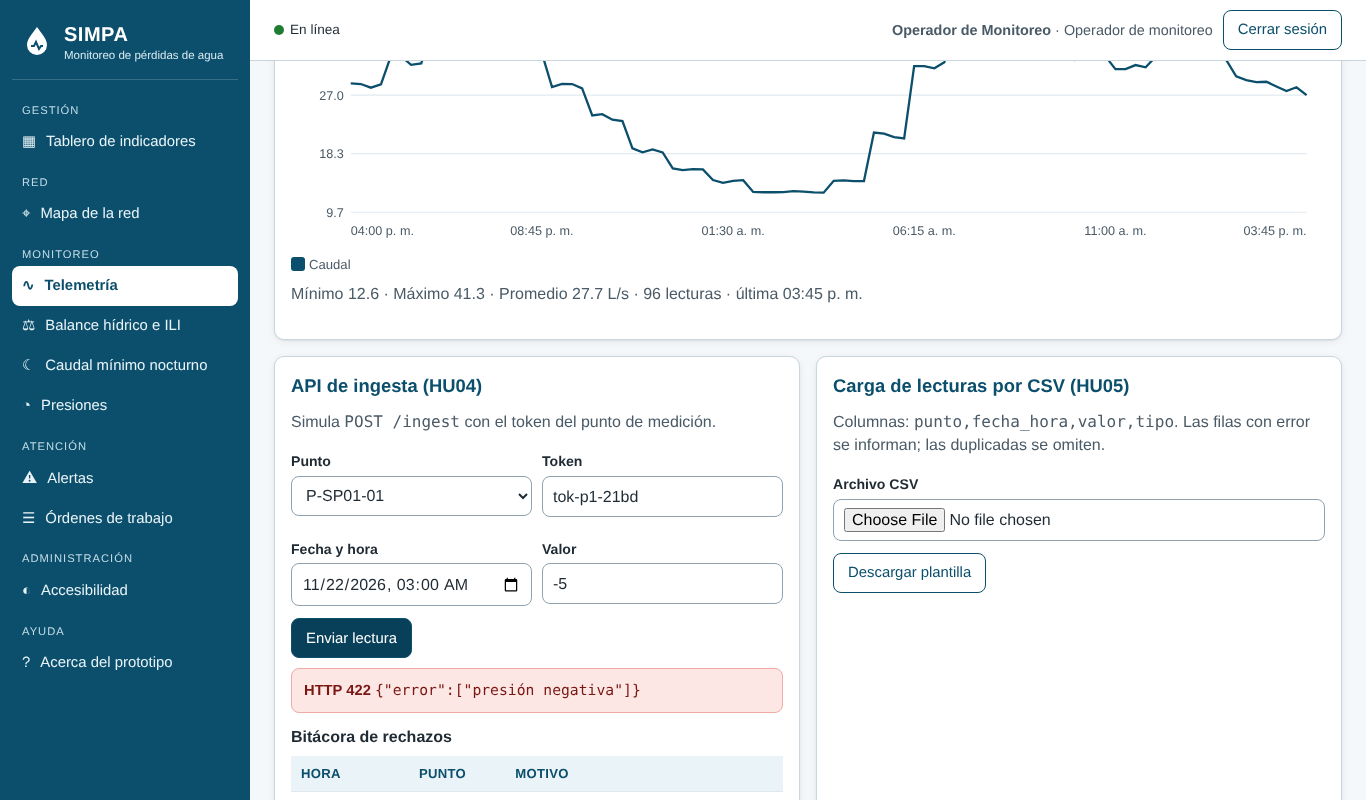 SIMPA
Monitoreo de pérdidas de agua
GESTIÓN
Tablero de indicadores
RED
Mapa de la red
MONITOREO
Telemetría
Balance hídrico e ILI
Caudal mínimo nocturno
Presiones
ATENCIÓN
Alertas
Órdenes de trabajo
ADMINISTRACIÓN
Accesibilidad
AYUDA
? Acerca del prototipo
En línea
Operador de Monitoreo · Operador de monitoreo
Cerrar sesión
27.0
18.3
9.7
04:00 p. m. 08:45 p. m. 01:30 a. m. 06:15 a. m. 11:00 a. m. 03:45 p. m.
Caudal
Mínimo 12.6 · Máximo 41.3 · Promedio 27.7 L/s · 96 lecturas · última 03:45 p. m.
API de ingesta (HU04)
Simula POST /ingest con el token del punto de medición.
Punto Token
P-SP01-01 tok-p1-21bd
Fecha y hora Valor
11/22/2026, 03:00 AM -5
Enviar lectura
HTTP 422 {"error":["presión negativa"]}
Bitácora de rechazos
HORA PUNTO MOTIVO
Carga de lecturas por CSV (HU05)
Columnas: punto,fecha_hora,valor,tipo. Las filas con error
se informan; las duplicadas se omiten.
Archivo CSV
Choose File No file chosen
Descargar plantilla